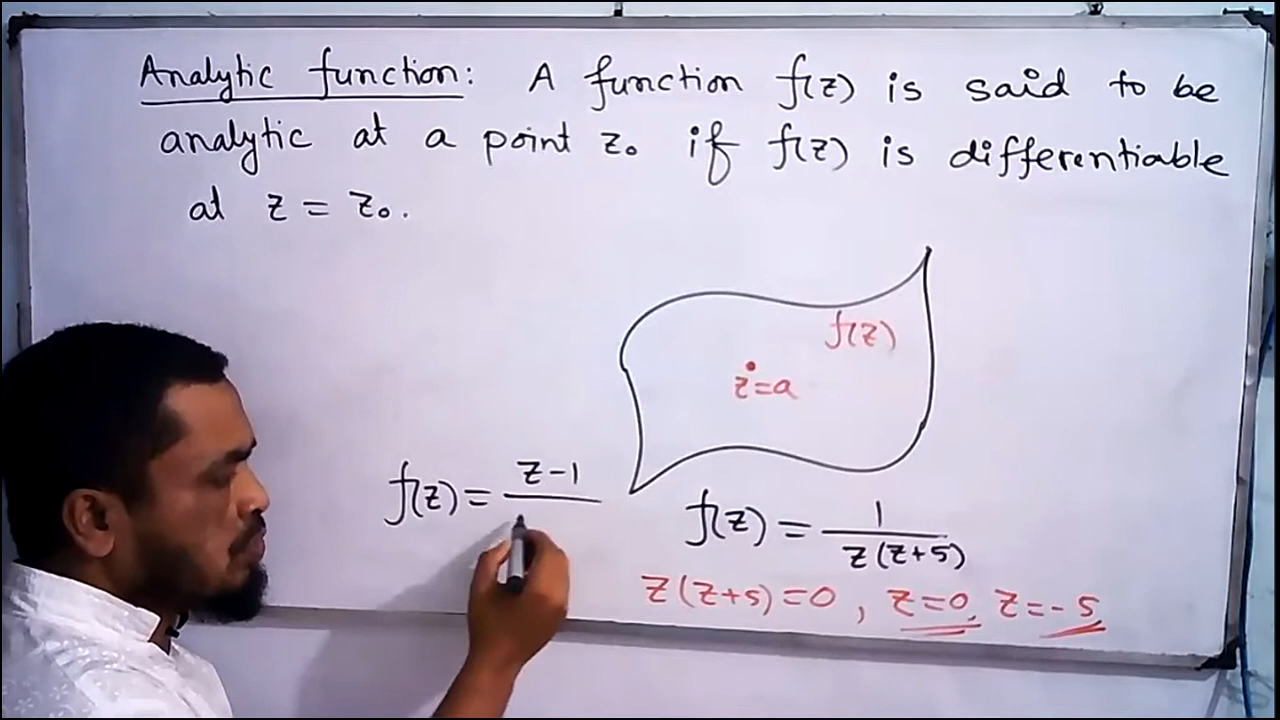 Analytic function: A function f(z) is said to be
analytic at a point z₀ if f(z) is differentiable
at z = z₀.
f(z)
z=a
f(z) = z-1
f(z) = 1/z(z+5)
z(z+5)=0, z=0, z=-5